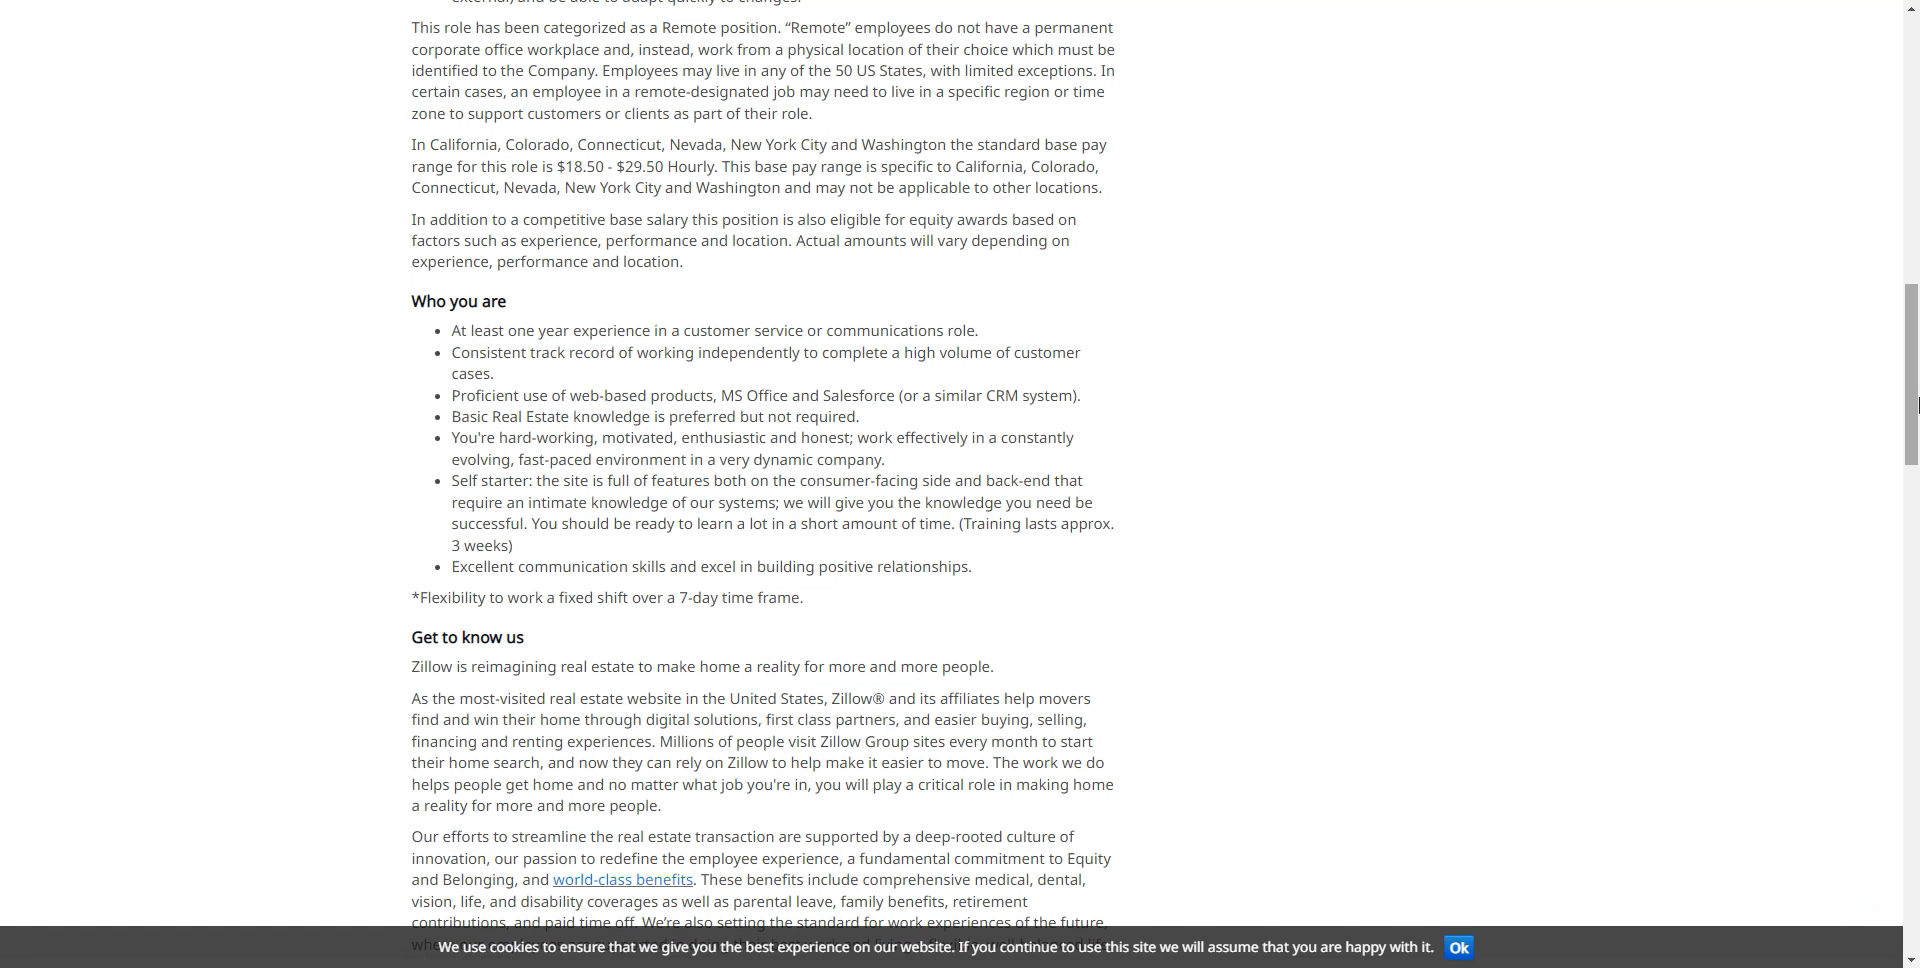 This role has been categorized as a Remote position. “Remote” employees do not have a permanent
corporate office workplace and, instead, work from a physical location of their choice which must be
identified to the Company. Employees may live in any of the 50 US States, with limited exceptions. In
certain cases, an employee in a remote-designated job may need to live in a specific region or time
zone to support customers or clients as part of their role.
In California, Colorado, Connecticut, Nevada, New York City and Washington the standard base pay
range for this role is $18.50 - $29.50 Hourly. This base pay range is specific to California, Colorado,
Connecticut, Nevada, New York City and Washington and may not be applicable to other locations.
In addition to a competitive base salary this position is also eligible for equity awards based on
factors such as experience, performance and location. Actual amounts will vary depending on
experience, performance and location.
Who you are
• At least one year experience in a customer service or communications role.
• Consistent track record of working independently to complete a high volume of customer
cases.
• Proficient use of web-based products, MS Office and Salesforce (or a similar CRM system).
• Basic Real Estate knowledge is preferred but not required.
• You're hard-working, motivated, enthusiastic and honest; work effectively in a constantly
evolving, fast-paced environment in a very dynamic company.
• Self starter: the site is full of features both on the consumer-facing side and back-end that
require an intimate knowledge of our systems; we will give you the knowledge you need be
successful. You should be ready to learn a lot in a short amount of time. (Training lasts approx.
3 weeks)
• Excellent communication skills and excel in building positive relationships.
*Flexibility to work a fixed shift over a 7-day time frame.
Get to know us
Zillow is reimagining real estate to make home a reality for more and more people.
As the most-visited real estate website in the United States, Zillow® and its affiliates help movers
find and win their home through digital solutions, first class partners, and easier buying, selling,
financing and renting experiences. Millions of people visit Zillow Group sites every month to start
their home search, and now they can rely on Zillow to help make it easier to move. The work we do
helps people get home and no matter what job you're in, you will play a critical role in making home
a reality for more and more people.
Our efforts to streamline the real estate transaction are supported by a deep-rooted culture of
innovation, our passion to redefine the employee experience, a fundamental commitment to Equity
and Belonging, and world-class benefits. These benefits include comprehensive medical, dental,
vision, life, and disability coverages as well as parental leave, family benefits, retirement
contributions, and paid time off. We’re also setting the standard for work experiences of the future,
We use cookies to ensure that we give you the best experience on our website. If you continue to use this site we will assume that you are happy with it. Ok